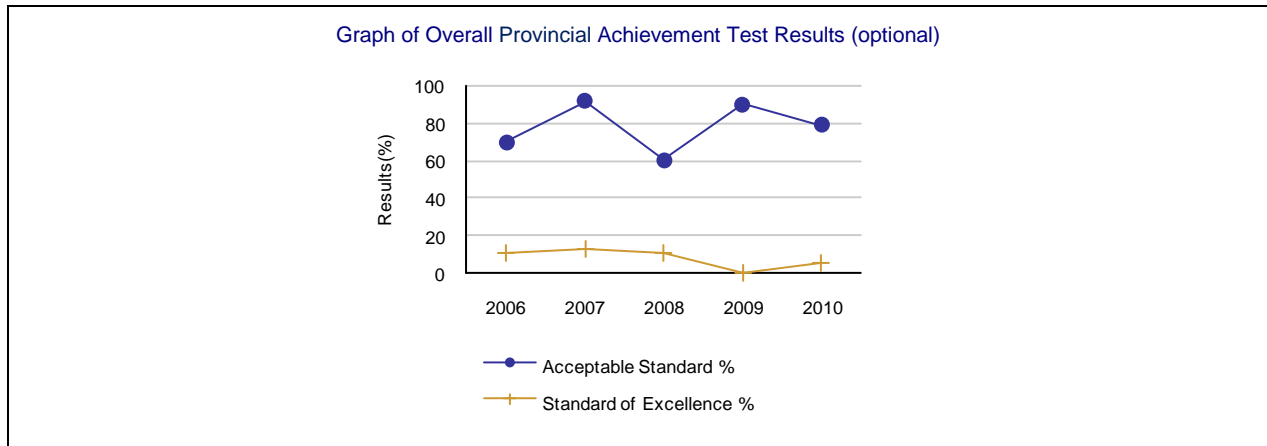 Graph of Overall Provincial Achievement Test Results (optional)
100
80
60
40
20
0
Results(%)
2006 2007 2008 2009 2010
Acceptable Standard %
Standard of Excellence %